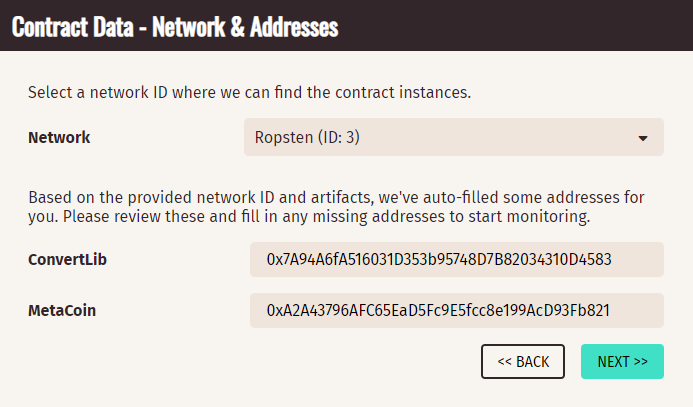 Contract Data - Network & Addresses
Select a network ID where we can find the contract instances.
Network
Ropsten (ID: 3)
Based on the provided network ID and artifacts, we've auto-filled some addresses for
you. Please review these and fill in any missing addresses to start monitoring.
ConvertLib
0x7A94A6fA516031D353b95748D7B82034310D4583
MetaCoin
0xA2A43796AFC65EaD5Fc9E5fcc8e199AcD93Fb821
<< BACK
NEXT >>